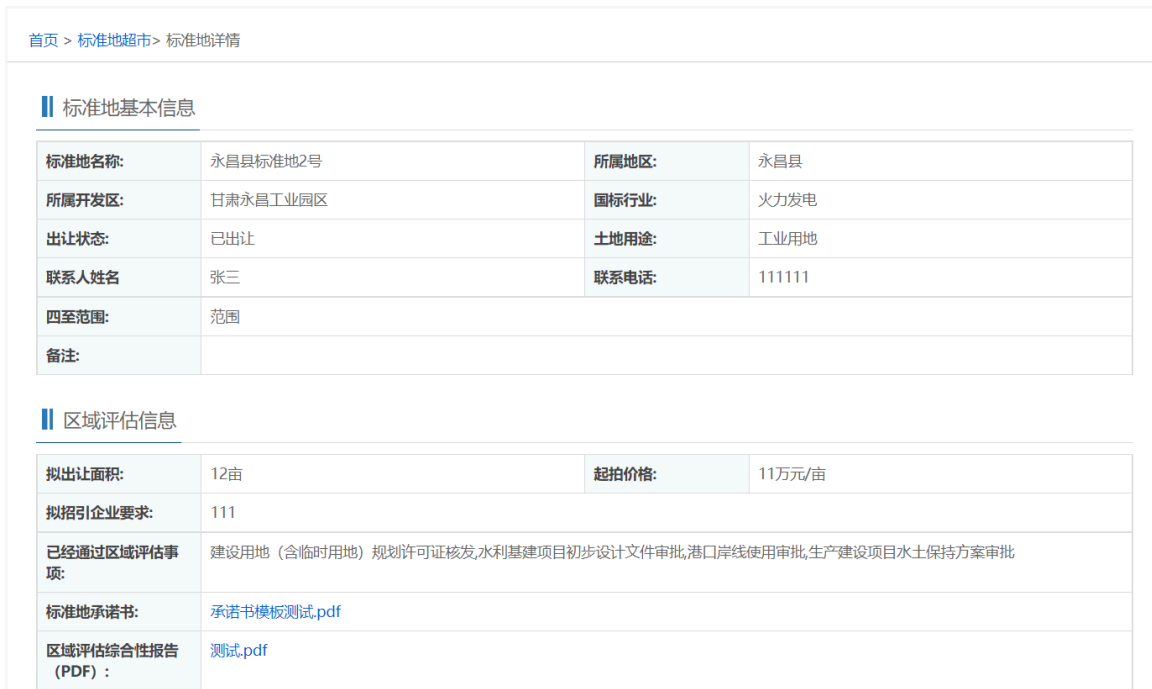 首页 > 标准地超市> 标准地详情
标准地基本信息
标准地名称: 永昌县标准地2号 所属地区: 永昌县
所属开发区: 甘肃永昌工业园区 国标行业: 火力发电
出让状态: 已出让 土地用途: 工业用地
联系人姓名 张三 联系电话: 111111
四至范围: 范围
备注:
区域评估信息
拟出让面积: 12亩 起拍价格: 11万元/亩
拟招引企业要求: 111
已经通过区域评估事 建设用地（含临时用地）规划许可证核发,水利基建项目初步设计文件审批,港口岸线使用审批,生产建设项目水土保持方案审批
项:
标准地承诺书: 承诺书模板测试.pdf
区域评估综合性报告 测试.pdf
（PDF）: